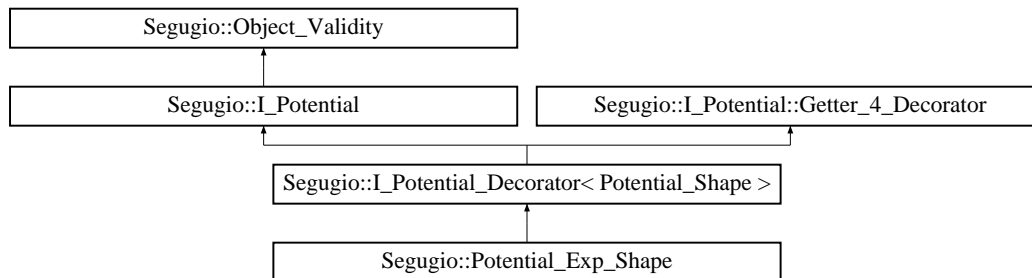 Segugio::Object_Validity
Segugio::I_Potential
Segugio::I_Potential::Getter_4_Decorator
Segugio::I_Potential_Decorator< Potential_Shape >
Segugio::Potential_Exp_Shape